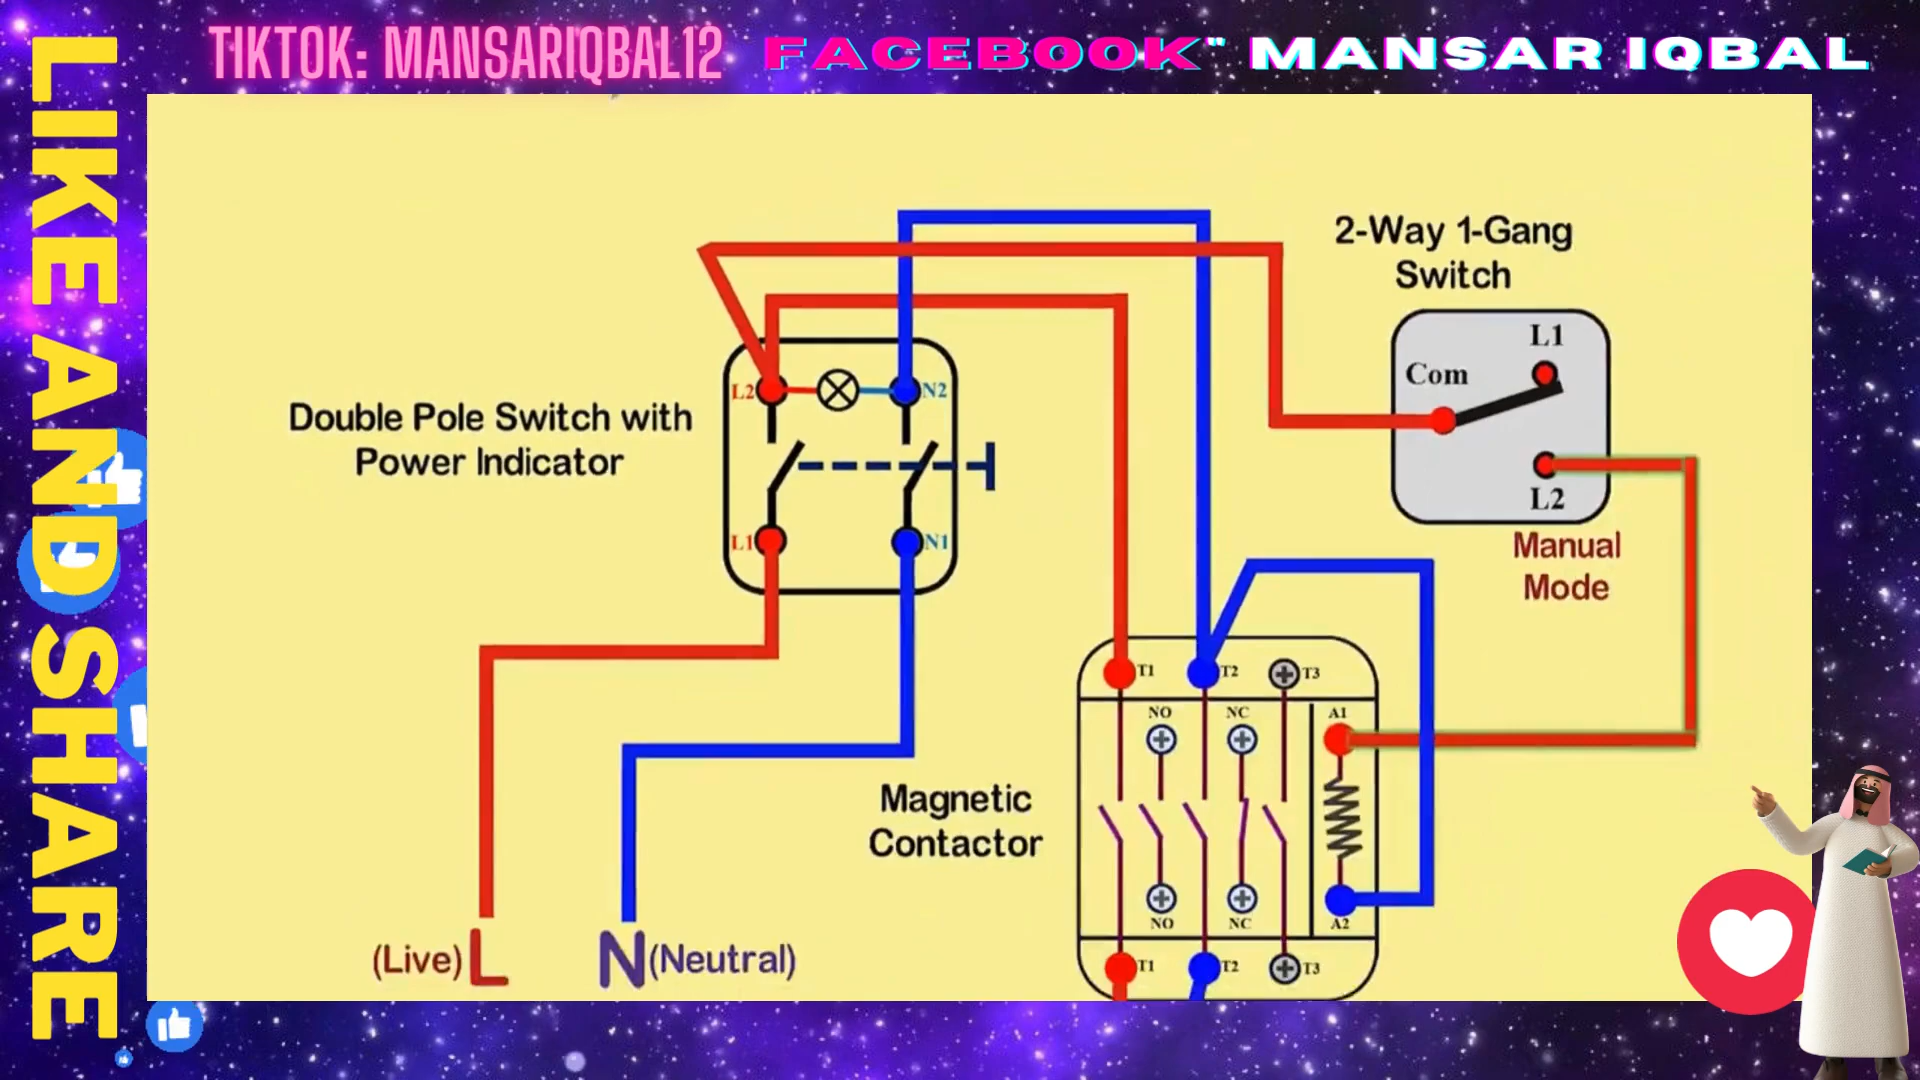 TIKTOK: MANSARIQBAL12
FACEBOOK" MANSAR IQBAL
LIKE AND SHARE
2-Way 1-Gang
Switch
L1
Com
L2
Manual
Mode
Double Pole Switch with
Power Indicator
L2
N2
L1
N1
T1
T2
T3
NO
NC
A1
Magnetic
Contactor
NO
NC
A2
T1
T2
T3
(Live) L
N (Neutral)